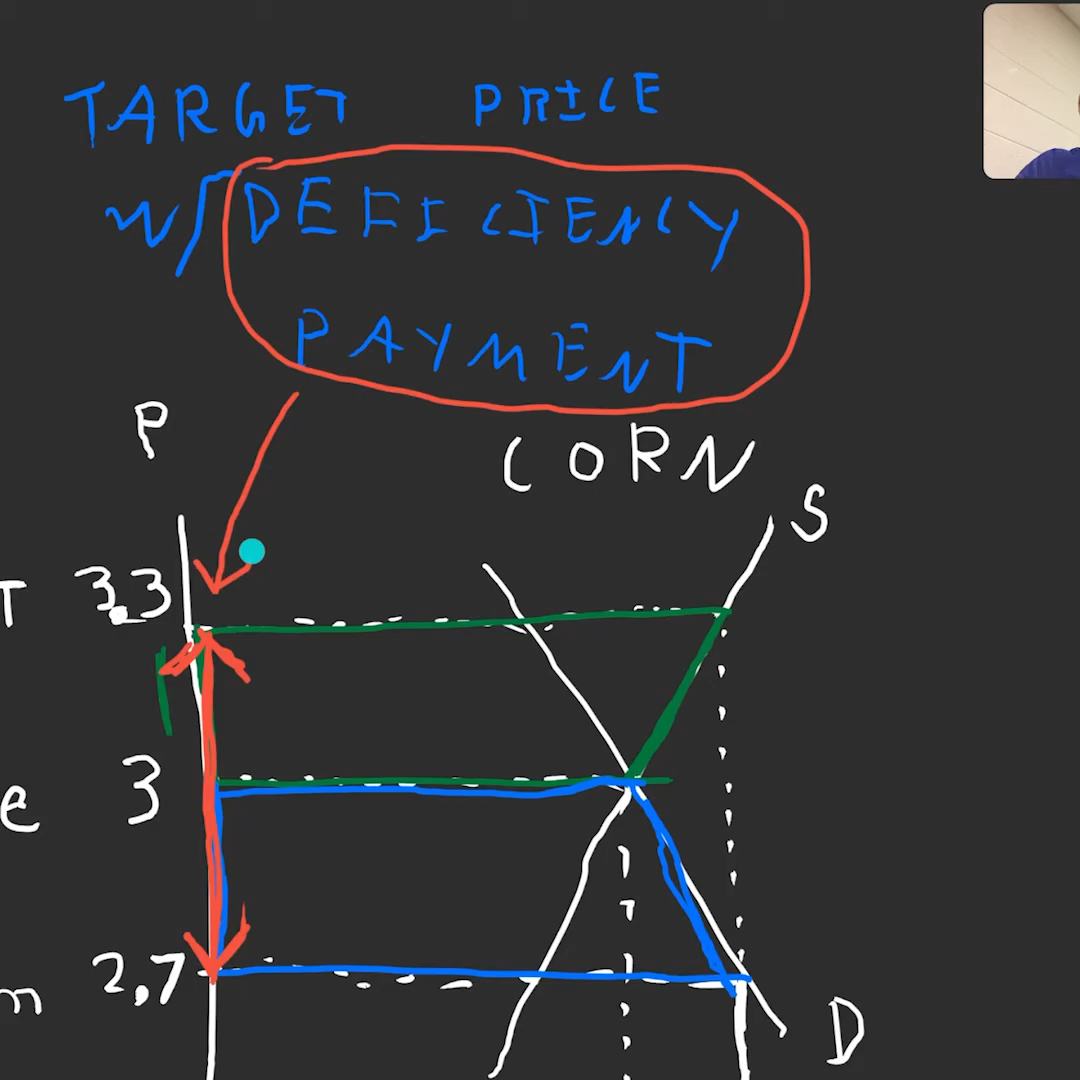 TARGET PRICE
W/ DEFICIENCY
PAYMENT
P
CORN
S
T 3.3
e 3
m 2,7
D